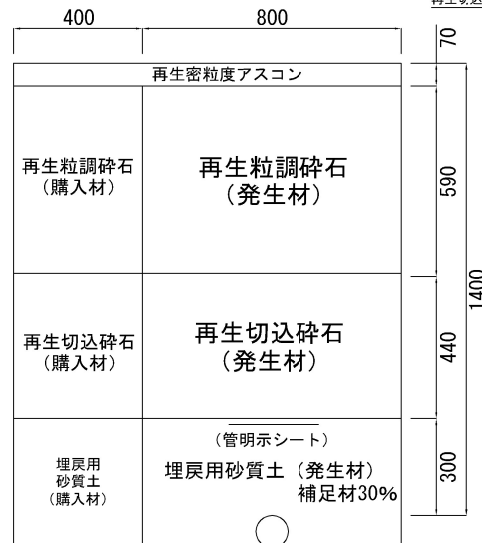 400
800
70
再生密粒度アスコン
再生粒調砕石
(購入材)
再生粒調砕石
(発生材)
590
1400
再生切込砕石
(購入材)
再生切込砕石
(発生材)
440
(管明示シート)
埋戻用
砂質土
(購入材)
埋戻用砂質土 (発生材)
補足材30%
300